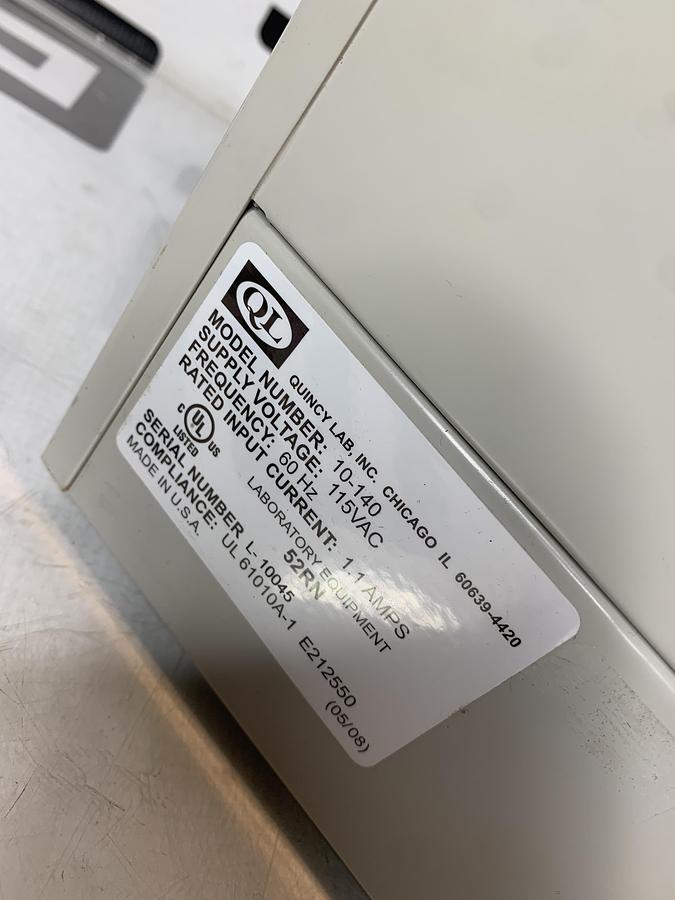 QL
QUINCY LAB, INC. CHICAGO IL 60639-4420
MODEL NUMBER: 10-140
SUPPLY VOLTAGE: 115VAC
FREQUENCY: 60 Hz
RATED INPUT CURRENT: 1.1 AMPS
C UL US
LISTED
LABORATORY EQUIPMENT
52RN
SERIAL NUMBER L- 10045
COMPLIANCE: UL 61010A-1 E212550
MADE IN U.S.A. (05/08)